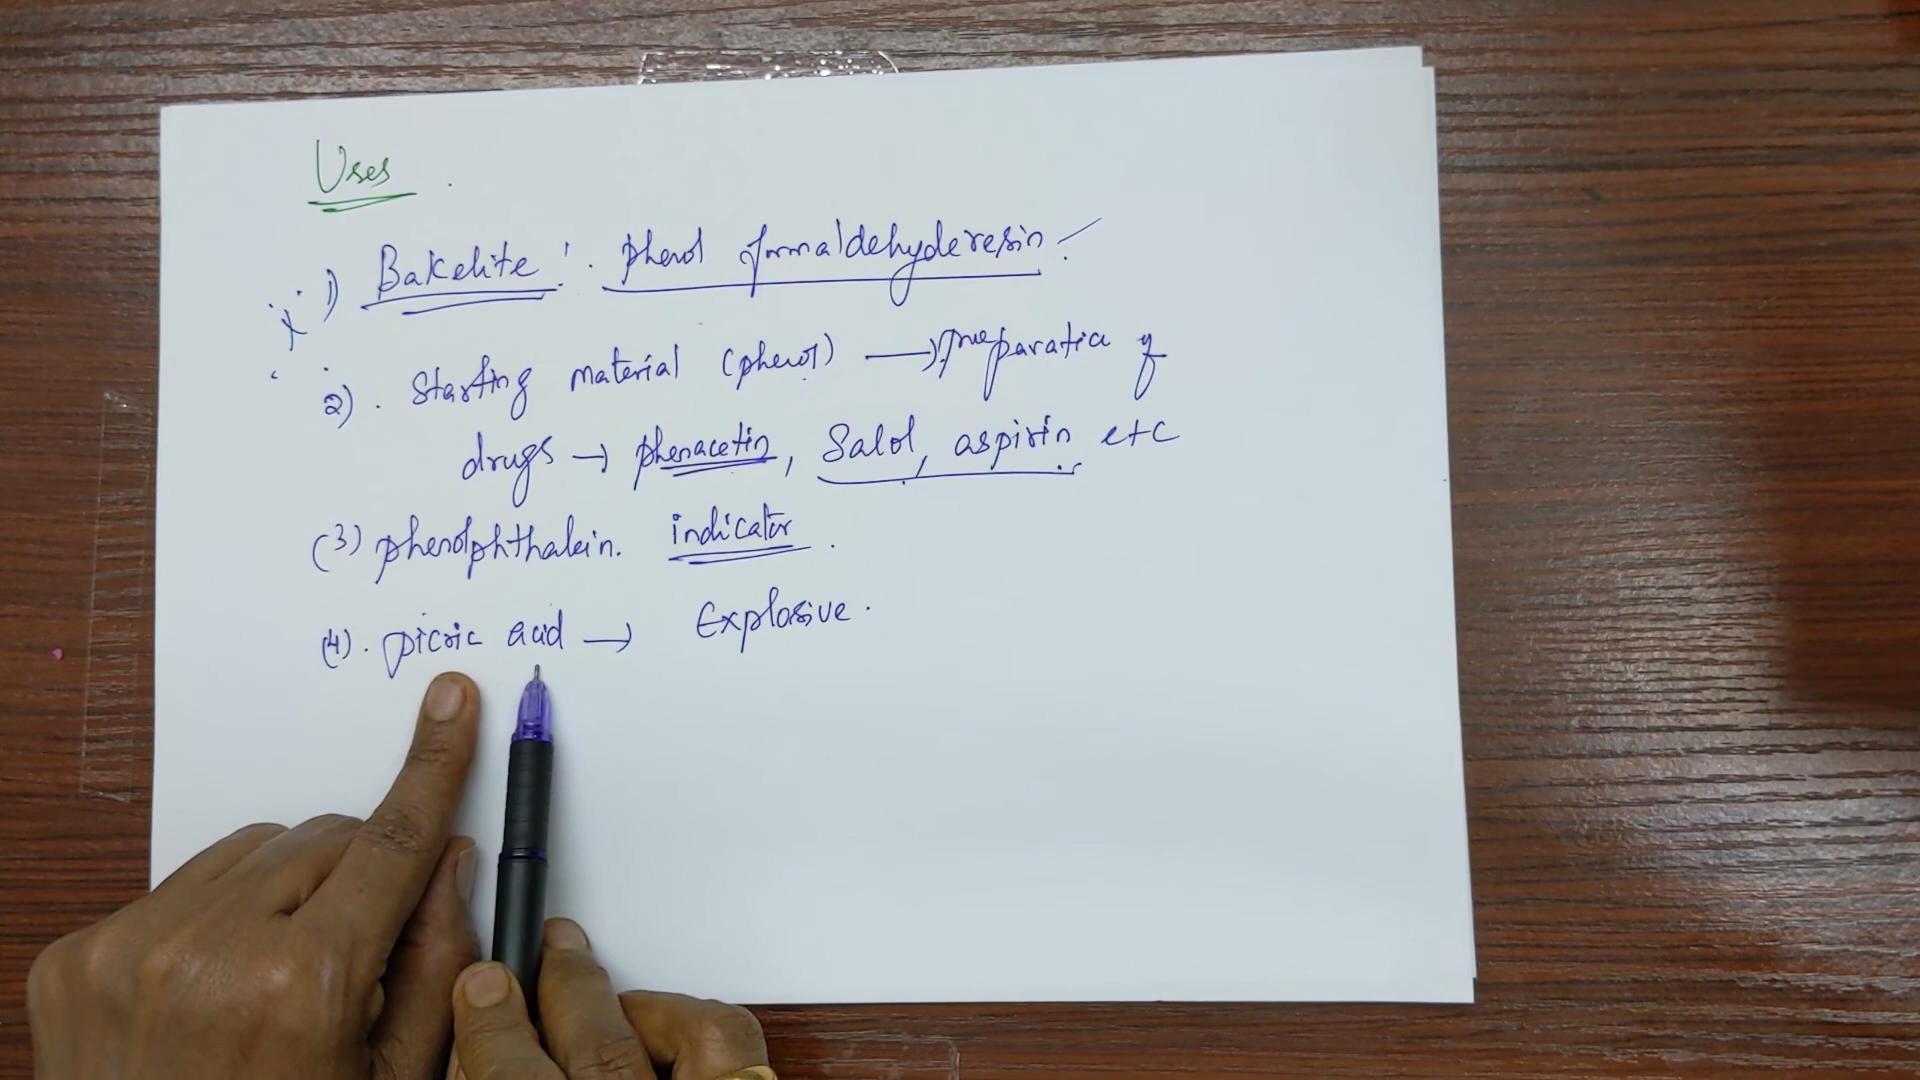 Uses
1) Bakelite : phenol formaldehyde resin
2). Starting material (phenol) → preparation of
drugs → phenacetin, Salol, aspirin etc
(3) phenolphthalein. indicator.
(4). picric acid → Explosive.